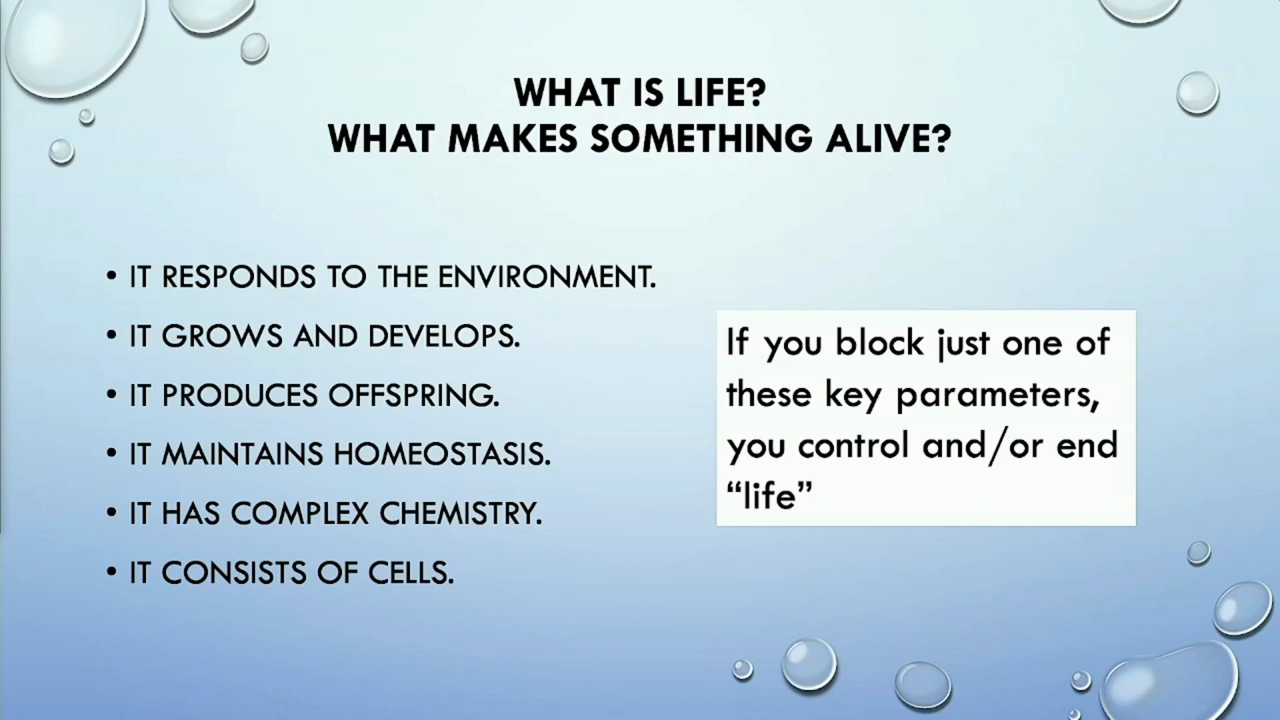 WHAT IS LIFE?
WHAT MAKES SOMETHING ALIVE?
• IT RESPONDS TO THE ENVIRONMENT.
• IT GROWS AND DEVELOPS.
• IT PRODUCES OFFSPRING.
• IT MAINTAINS HOMEOSTASIS.
• IT HAS COMPLEX CHEMISTRY.
• IT CONSISTS OF CELLS.
If you block just one of
these key parameters,
you control and/or end
“life”